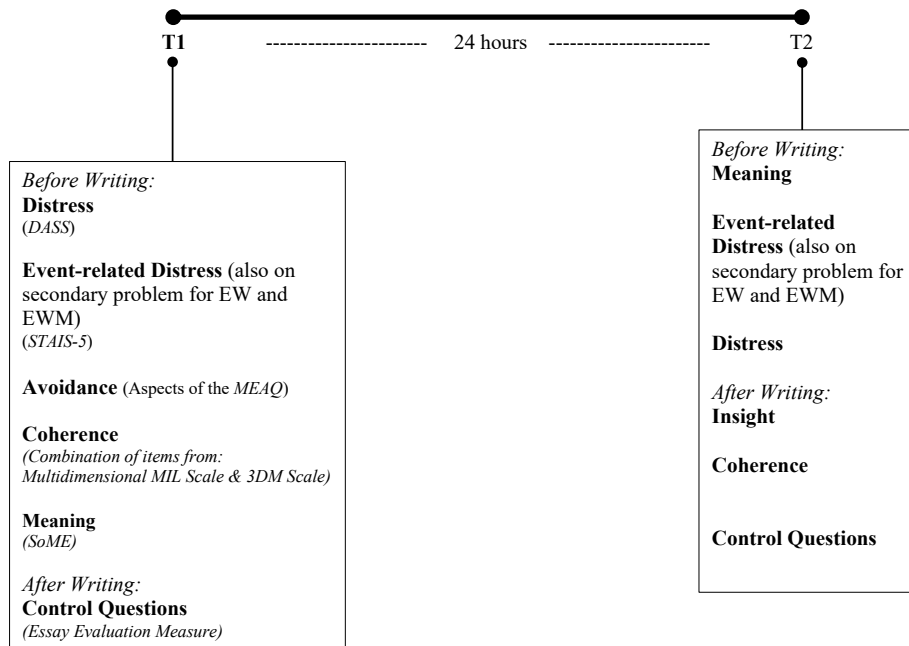 T1 ----------------------- 24 hours ----------------------- T2
Before Writing:
Distress
(DASS)
Event-related Distress (also on
secondary problem for EW and
EWM)
(STAIS-5)
Avoidance (Aspects of the MEAQ)
Coherence
(Combination of items from:
Multidimensional MIL Scale & 3DM Scale)
Meaning
(SoME)
After Writing:
Control Questions
(Essay Evaluation Measure)
Before Writing:
Meaning
Event-related
Distress (also on
secondary problem for
EW and EWM)
Distress
After Writing:
Insight
Coherence
Control Questions